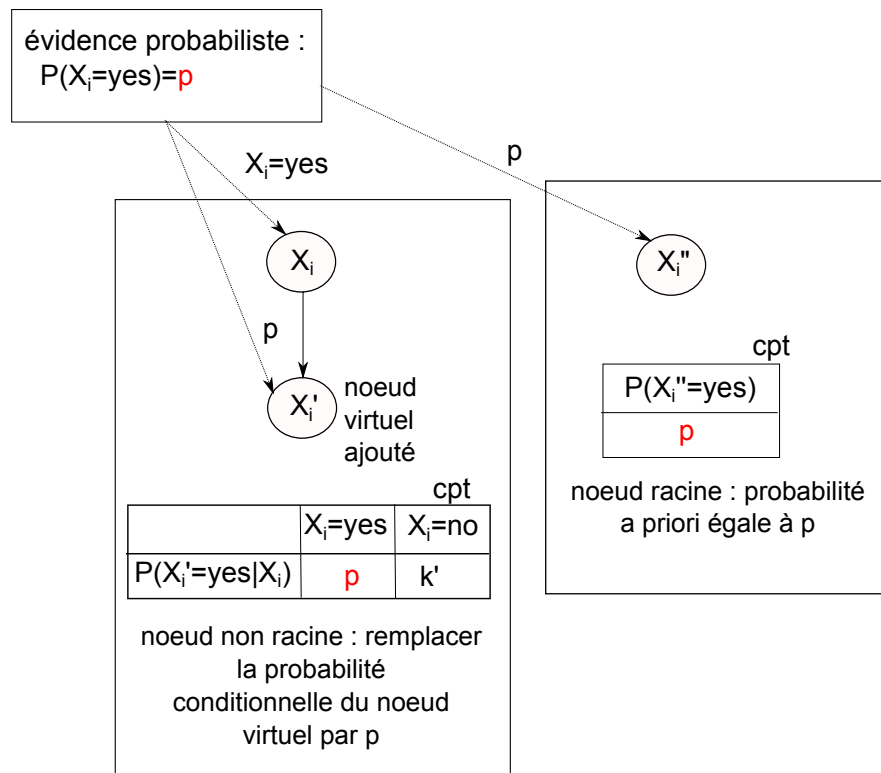 évidence probabiliste :
P(Xi=yes)=p
Xi=yes
p
p
Xi
Xi'
noeud
virtuel
ajouté
cpt
Xi=yes Xi=no
P(Xi'=yes|Xi) p k'
noeud non racine : remplacer
la probabilité
conditionnelle du noeud
virtuel par p
Xi"
cpt
P(Xi"=yes)
p
noeud racine : probabilité
a priori égale à p